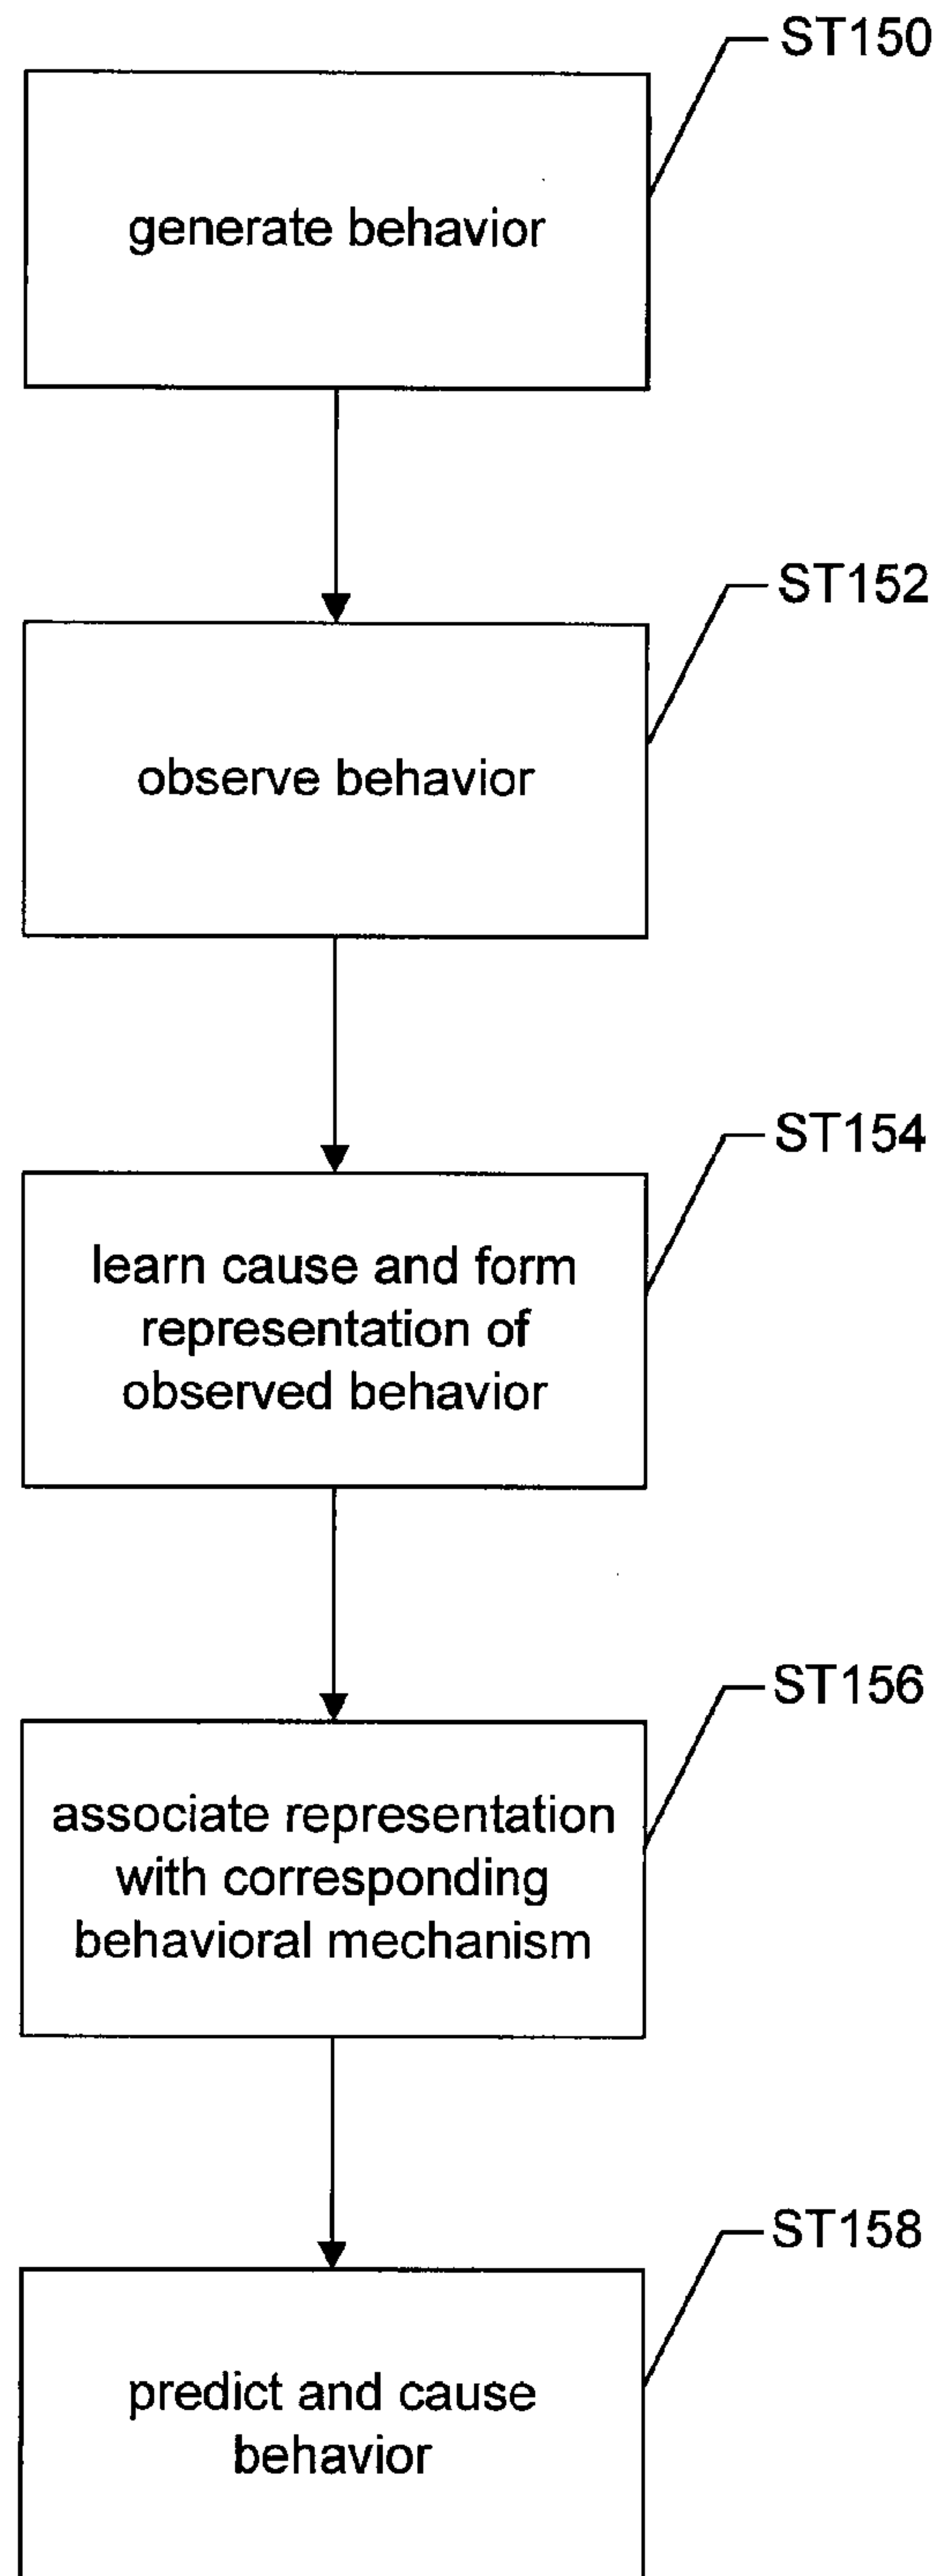 ST150
generate behavior
ST152
observe behavior
ST154
learn cause and form
representation of
observed behavior
ST156
associate representation
with corresponding
behavioral mechanism
ST158
predict and cause
behavior